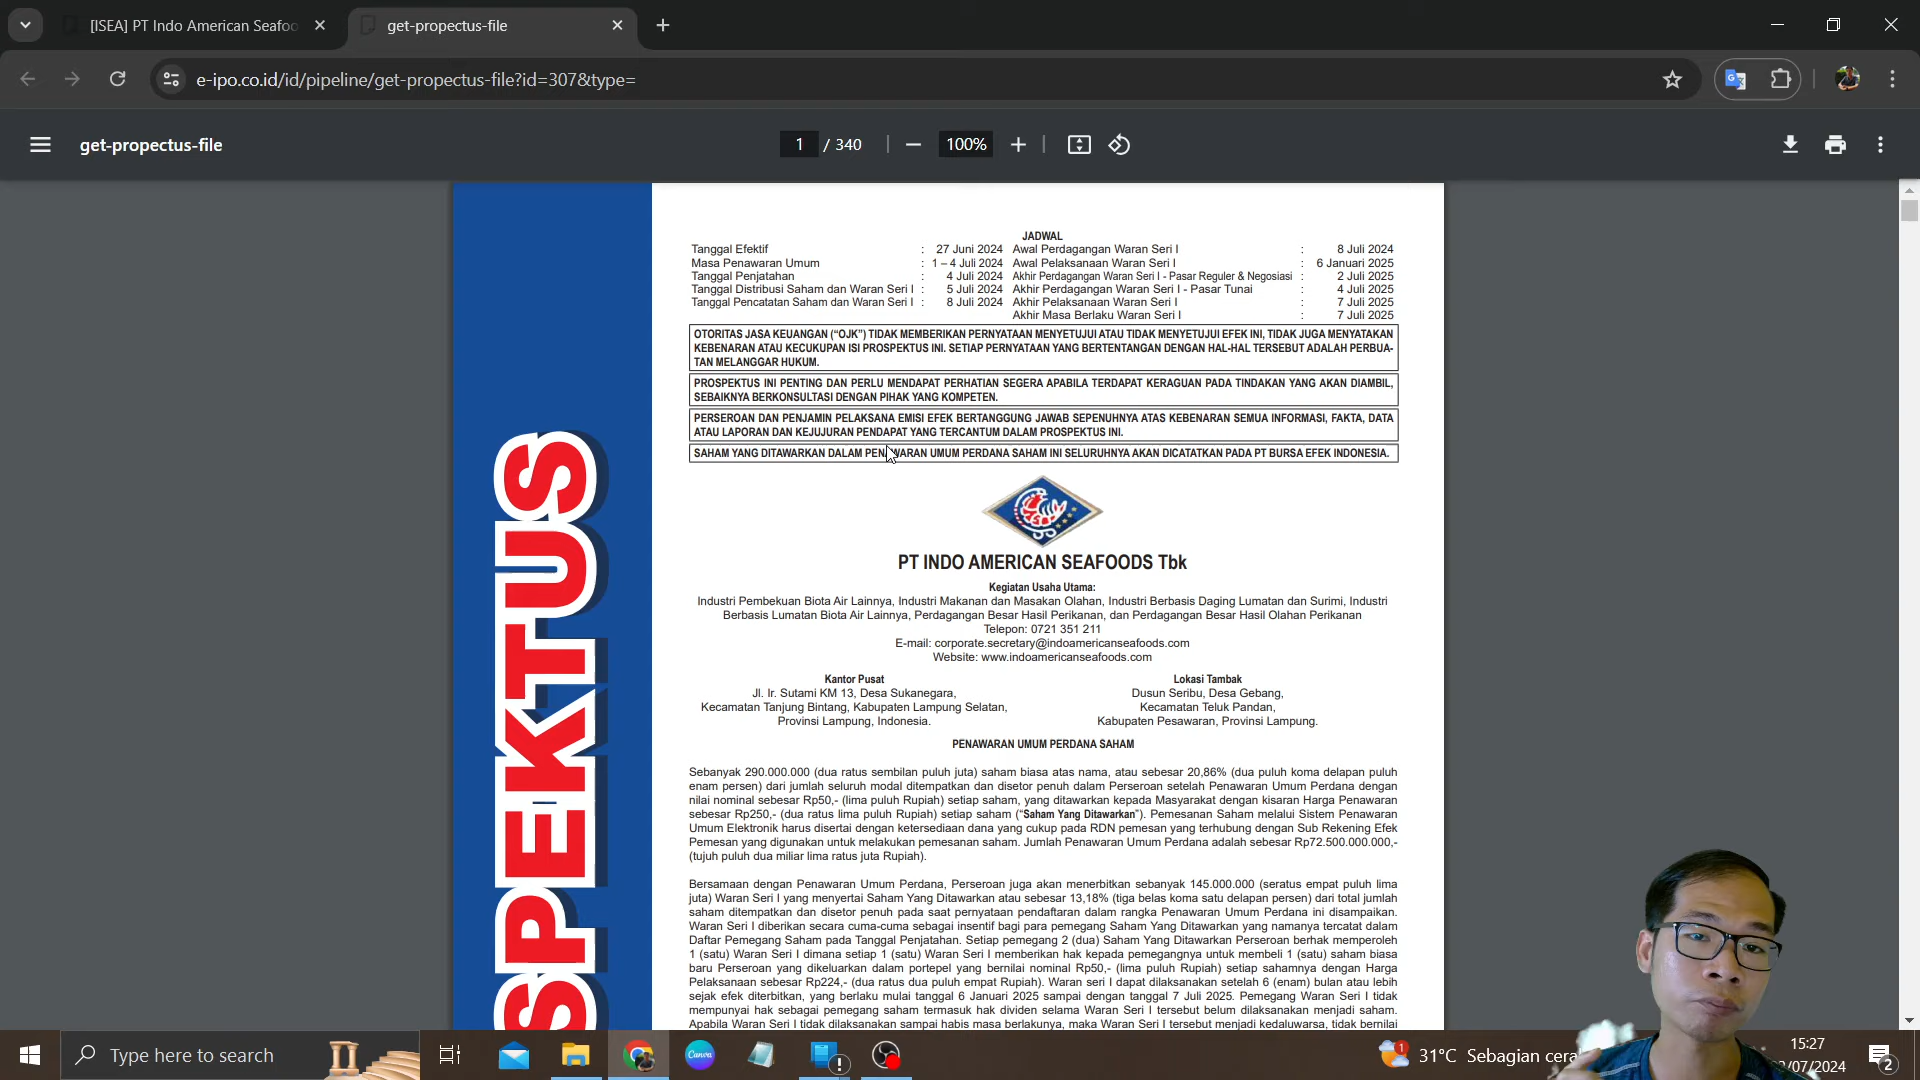 [ISEA] PT Indo American Seafoo
get-propectus-file
e-ipo.co.id/id/pipeline/get-propectus-file?id=307&type=
get-propectus-file
1 / 340
100%
JADWAL
Tanggal Efektif : 27 Juni 2024 Awal Perdagangan Waran Seri I : 8 Juli 2024
Masa Penawaran Umum : 1 – 4 Juli 2024 Awal Pelaksanaan Waran Seri I : 6 Januari 2025
Tanggal Penjatahan : 4 Juli 2024 Akhir Perdagangan Waran Seri I - Pasar Reguler & Negosiasi : 2 Juli 2025
Tanggal Distribusi Saham dan Waran Seri I : 5 Juli 2024 Akhir Perdagangan Waran Seri I - Pasar Tunai : 4 Juli 2025
Tanggal Pencatatan Saham dan Waran Seri I : 8 Juli 2024 Akhir Pelaksanaan Waran Seri I : 7 Juli 2025
Akhir Masa Berlaku Waran Seri I : 7 Juli 2025
OTORITAS JASA KEUANGAN (“OJK”) TIDAK MEMBERIKAN PERNYATAAN MENYETUJUI ATAU TIDAK MENYETUJUI EFEK INI, TIDAK JUGA MENYATAKAN
KEBENARAN ATAU KECUKUPAN ISI PROSPEKTUS INI. SETIAP PERNYATAAN YANG BERTENTANGAN DENGAN HAL-HAL TERSEBUT ADALAH PERBUA-
TAN MELANGGAR HUKUM.
PROSPEKTUS INI PENTING DAN PERLU MENDAPAT PERHATIAN SEGERA APABILA TERDAPAT KERAGUAN PADA TINDAKAN YANG AKAN DIAMBIL,
SEBAIKNYA BERKONSULTASI DENGAN PIHAK YANG KOMPETEN.
PERSEROAN DAN PENJAMIN PELAKSANA EMISI EFEK BERTANGGUNG JAWAB SEPENUHNYA ATAS KEBENARAN SEMUA INFORMASI, FAKTA, DATA
ATAU LAPORAN DAN KEJUJURAN PENDAPAT YANG TERCANTUM DALAM PROSPEKTUS INI.
SAHAM YANG DITAWARKAN DALAM PENAWARAN UMUM PERDANA SAHAM INI SELURUHNYA AKAN DICATATKAN PADA PT BURSA EFEK INDONESIA.
PT INDO AMERICAN SEAFOODS Tbk
Kegiatan Usaha Utama:
Industri Pembekuan Biota Air Lainnya, Industri Makanan dan Masakan Olahan, Industri Berbasis Daging Lumatan dan Surimi, Industri
Berbasis Lumatan Biota Air Lainnya, Perdagangan Besar Hasil Perikanan, dan Perdagangan Besar Hasil Olahan Perikanan
Telepon: 0721 351 211
E-mail: corporate.secretary@indoamericanseafoods.com
Website: www.indoamericanseafoods.com
Kantor Pusat
Jl. Ir. Sutami KM 13, Desa Sukanegara,
Kecamatan Tanjung Bintang, Kabupaten Lampung Selatan,
Provinsi Lampung, Indonesia.
Lokasi Tambak
Dusun Seribu, Desa Gebang,
Kecamatan Teluk Pandan,
Kabupaten Pesawaran, Provinsi Lampung.
PENAWARAN UMUM PERDANA SAHAM
Sebanyak 290.000.000 (dua ratus sembilan puluh juta) saham biasa atas nama, atau sebesar 20,86% (dua puluh koma delapan puluh
enam persen) dari jumlah seluruh modal ditempatkan dan disetor penuh dalam Perseroan setelah Penawaran Umum Perdana dengan
nilai nominal sebesar Rp50,- (lima puluh Rupiah) setiap saham, yang ditawarkan kepada Masyarakat dengan kisaran Harga Penawaran
sebesar Rp250,- (dua ratus lima puluh Rupiah) setiap saham (“Saham Yang Ditawarkan”). Pemesanan Saham melalui Sistem Penawaran
Umum Elektronik harus disertai dengan ketersediaan dana yang cukup pada RDN pemesan yang terhubung dengan Sub Rekening Efek
Pemesan yang digunakan untuk melakukan pemesanan saham. Jumlah Penawaran Umum Perdana adalah sebesar Rp72.500.000.000,-
(tujuh puluh dua miliar lima ratus juta Rupiah).
Bersamaan dengan Penawaran Umum Perdana, Perseroan juga akan menerbitkan sebanyak 145.000.000 (seratus empat puluh lima
juta) Waran Seri I yang menyertai Saham Yang Ditawarkan atau sebesar 13,18% (tiga belas koma satu delapan persen) dari total jumlah
saham ditempatkan dan disetor penuh pada saat pernyataan pendaftaran dalam rangka Penawaran Umum Perdana ini disampaikan.
Waran Seri I diberikan secara cuma-cuma sebagai insentif bagi para pemegang Saham Yang Ditawarkan yang namanya tercatat dalam
Daftar Pemegang Saham pada Tanggal Penjatahan. Setiap pemegang 2 (dua) Saham Yang Ditawarkan Perseroan berhak memperoleh
1 (satu) Waran Seri I dimana setiap 1 (satu) Waran Seri I memberikan hak kepada pemegangnya untuk membeli 1 (satu) saham biasa
baru Perseroan yang dikeluarkan dalam portepel yang bernilai nominal Rp50,- (lima puluh Rupiah) setiap sahamnya dengan Harga
Pelaksanaan sebesar Rp224,- (dua ratus dua puluh empat Rupiah). Waran seri I dapat dilaksanakan setelah 6 (enam) bulan atau lebih
sejak efek diterbitkan, yang berlaku mulai tanggal 6 Januari 2025 sampai dengan tanggal 7 Juli 2025. Pemegang Waran Seri I tidak
mempunyai hak sebagai pemegang saham termasuk hak dividen selama Waran Seri I tersebut belum dilaksanakan menjadi saham.
Apabila Waran Seri I tidak dilaksanakan sampai habis masa berlakunya, maka Waran Seri I tersebut menjadi kedaluwarsa, tidak bernilai
SPEKTUS
Type here to search
Canva
1
31°C Sebagian cera
15:27
/07/2024
2